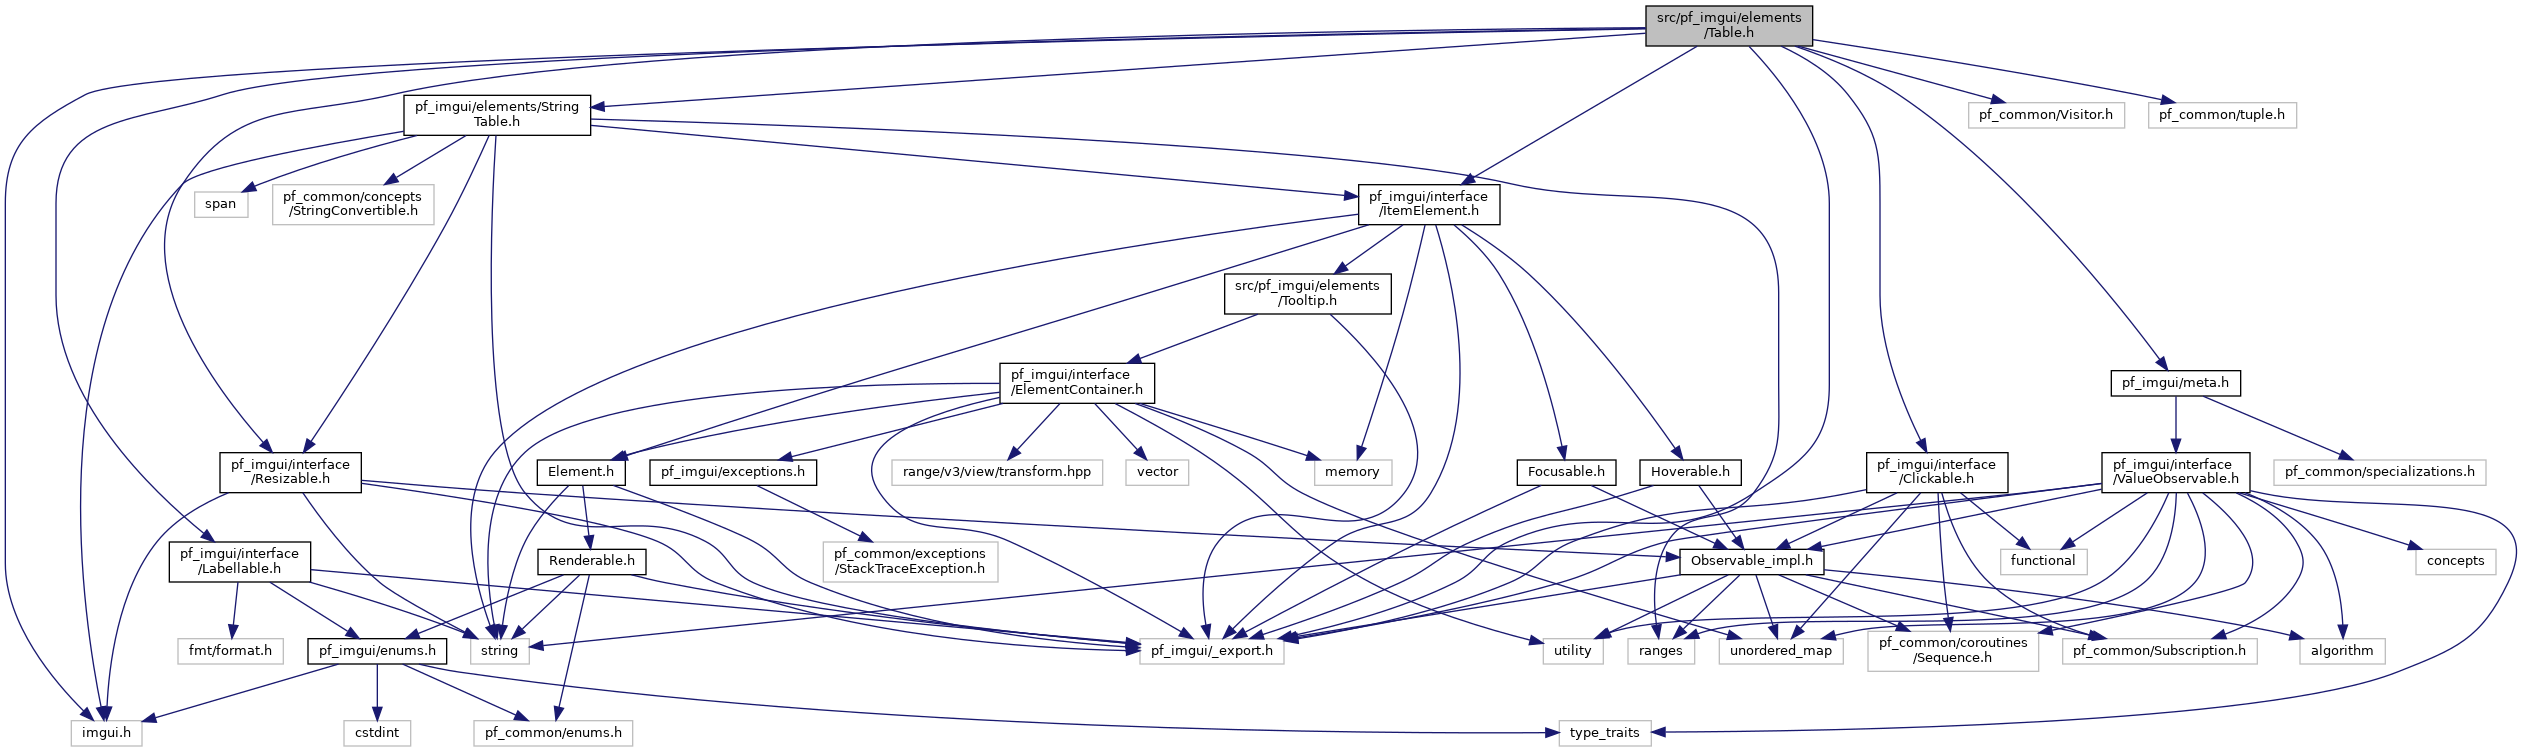 src/pf_imgui/elements
/Table.h
pf_imgui/elements/String
Table.h
pf_common/Visitor.h
pf_common/tuple.h
span
pf_common/concepts
/StringConvertible.h
pf_imgui/interface
/ItemElement.h
src/pf_imgui/elements
/Tooltip.h
pf_imgui/interface
/ElementContainer.h
pf_imgui/meta.h
pf_imgui/interface
/Resizable.h
Element.h
pf_imgui/exceptions.h
range/v3/view/transform.hpp
vector
memory
Focusable.h
Hoverable.h
pf_imgui/interface
/Clickable.h
pf_imgui/interface
/ValueObservable.h
pf_common/specializations.h
pf_imgui/interface
/Labellable.h
Renderable.h
pf_common/exceptions
/StackTraceException.h
Observable_impl.h
functional
concepts
fmt/format.h
pf_imgui/enums.h
string
pf_imgui/_export.h
utility
ranges
unordered_map
pf_common/coroutines
/Sequence.h
pf_common/Subscription.h
algorithm
imgui.h
cstdint
pf_common/enums.h
type_traits